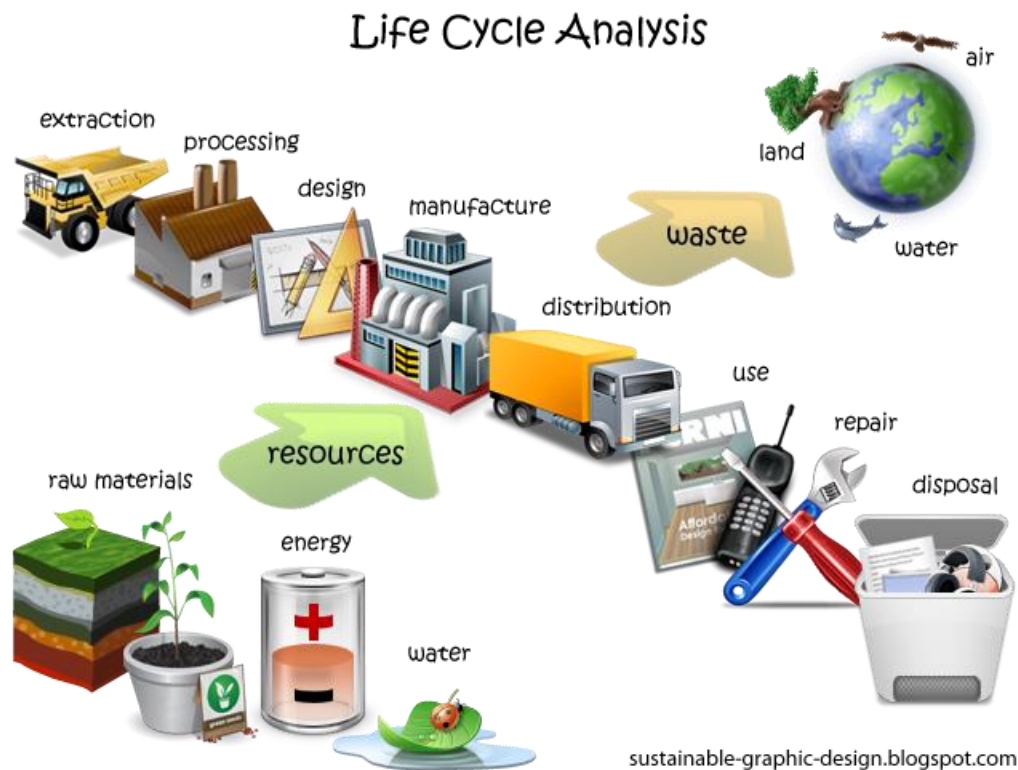 Life Cycle Analysis
air
extraction
processing
land
design
manufacture
waste
water
distribution
use
repair
resources
raw materials
disposal
energy
water
sustainable-graphic-design.blogspot.com